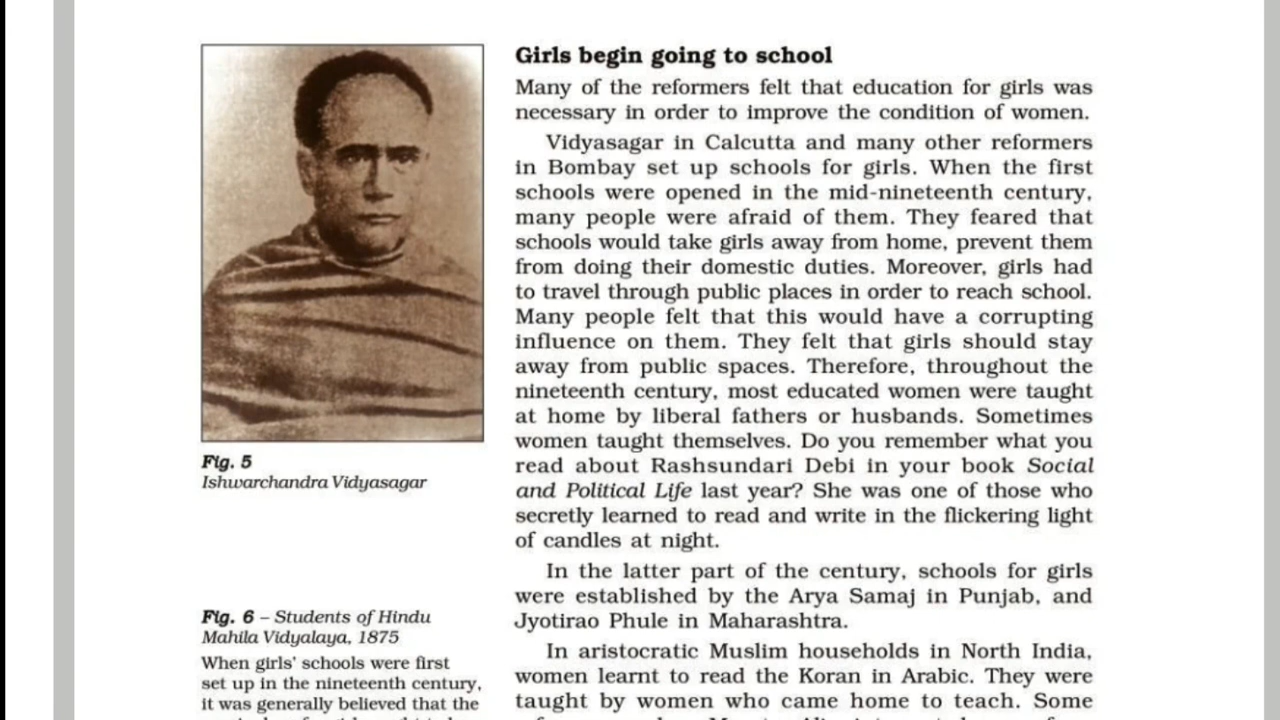 Girls begin going to school
Many of the reformers felt that education for girls was
necessary in order to improve the condition of women.
Vidyasagar in Calcutta and many other reformers
in Bombay set up schools for girls. When the first
schools were opened in the mid-nineteenth century,
many people were afraid of them. They feared that
schools would take girls away from home, prevent them
from doing their domestic duties. Moreover, girls had
to travel through public places in order to reach school.
Many people felt that this would have a corrupting
influence on them. They felt that girls should stay
away from public spaces. Therefore, throughout the
nineteenth century, most educated women were taught
at home by liberal fathers or husbands. Sometimes
women taught themselves. Do you remember what you
read about Rashsundari Debi in your book Social
and Political Life last year? She was one of those who
secretly learned to read and write in the flickering light
of candles at night.
In the latter part of the century, schools for girls
were established by the Arya Samaj in Punjab, and
Jyotirao Phule in Maharashtra.
In aristocratic Muslim households in North India,
women learnt to read the Koran in Arabic. They were
taught by women who came home to teach. Some
Fig. 5
Ishwarchandra Vidyasagar
Fig. 6 – Students of Hindu
Mahila Vidyalaya, 1875
When girls' schools were first
set up in the nineteenth century,
it was generally believed that the